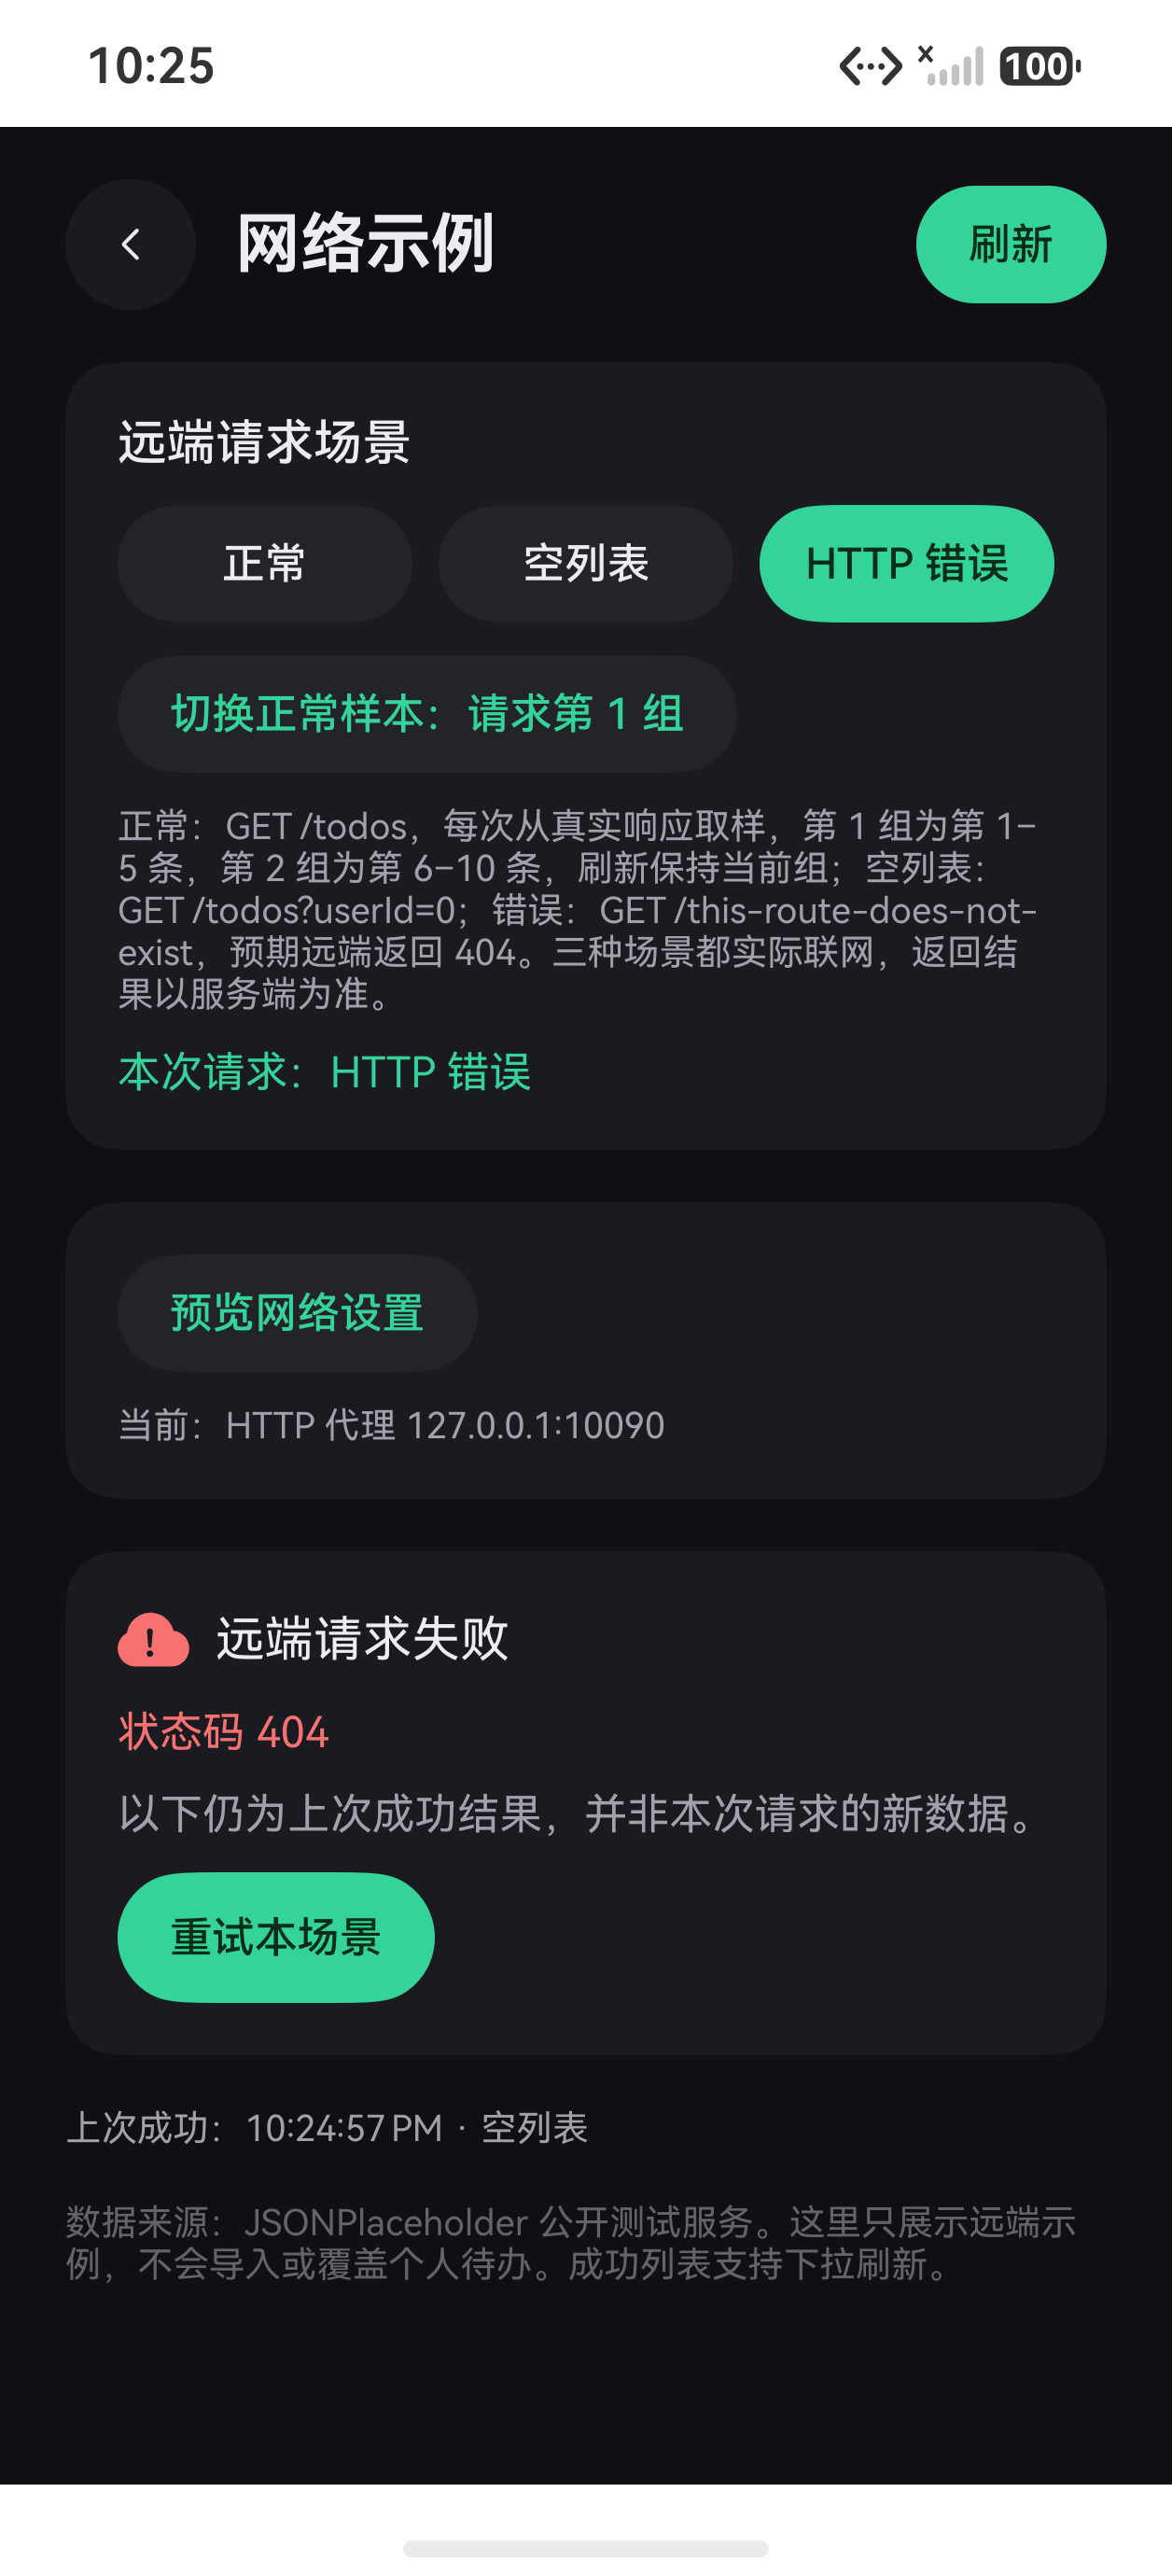 10:25
100
网络示例
刷新
远端请求场景
正常
空列表
HTTP 错误
切换正常样本：请求第 1 组
正常：GET /todos，每次从真实响应取样，第 1 组为第 1–
5 条，第 2 组为第 6–10 条，刷新保持当前组；空列表：
GET /todos?userId=0；错误：GET /this-route-does-not-
exist，预期远端返回 404。三种场景都实际联网，返回结
果以服务端为准。
本次请求：HTTP 错误
预览网络设置
当前：HTTP 代理 127.0.0.1:10090
远端请求失败
状态码 404
以下仍为上次成功结果，并非本次请求的新数据。
重试本场景
上次成功：10:24:57 PM · 空列表
数据来源：JSONPlaceholder 公开测试服务。这里只展示远端示
例，不会导入或覆盖个人待办。成功列表支持下拉刷新。